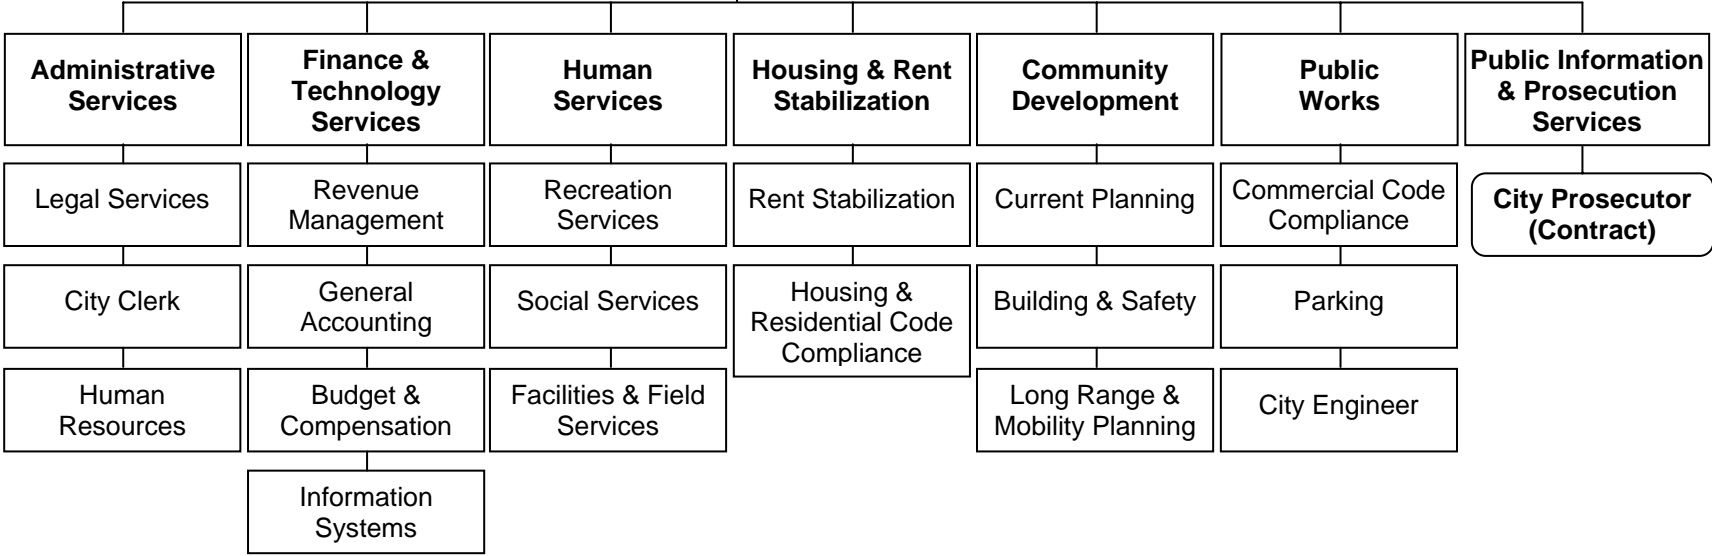 Administrative
Services
Legal Services
City Clerk
Human
Resources
Finance &
Technology
Services
Revenue
Management
General
Accounting
Budget &
Compensation
Information
Systems
Human
Services
Recreation
Services
Social Services
Facilities & Field
Services
Housing & Rent
Stabilization
Rent Stabilization
Housing &
Residential Code
Compliance
Community
Development
Current Planning
Building & Safety
Long Range &
Mobility Planning
Public
Works
Commercial Code
Compliance
Parking
City Engineer
Public Information
& Prosecution
Services
City Prosecutor
(Contract)